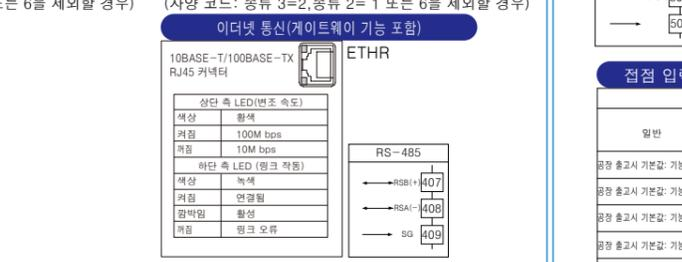 또는 6을 제외할 경우)
(사양 코드: 종류 3=2,종류 2= 1 또는 6을 제외할 경우)
이더넷 통신(게이트웨이 기능 포함)
10BASE-T/100BASE-TX
RJ45 커넥터
ETHR
상단 측 LED(변조 속도)
색상 황색
켜짐 100M bps
꺼짐 10M bps
하단 측 LED (링크 작동)
색상 녹색
켜짐 연결됨
깜박임 활성
꺼짐 링크 오류
RS-485
RSB(+) 407
RSA(-) 408
SG 409
50
접점 입
일반
공장 출고시 기본값: 기
공장 출고시 기본값: 기
공장 출고시 기본값: 기
공장 출고시 기본값: 기